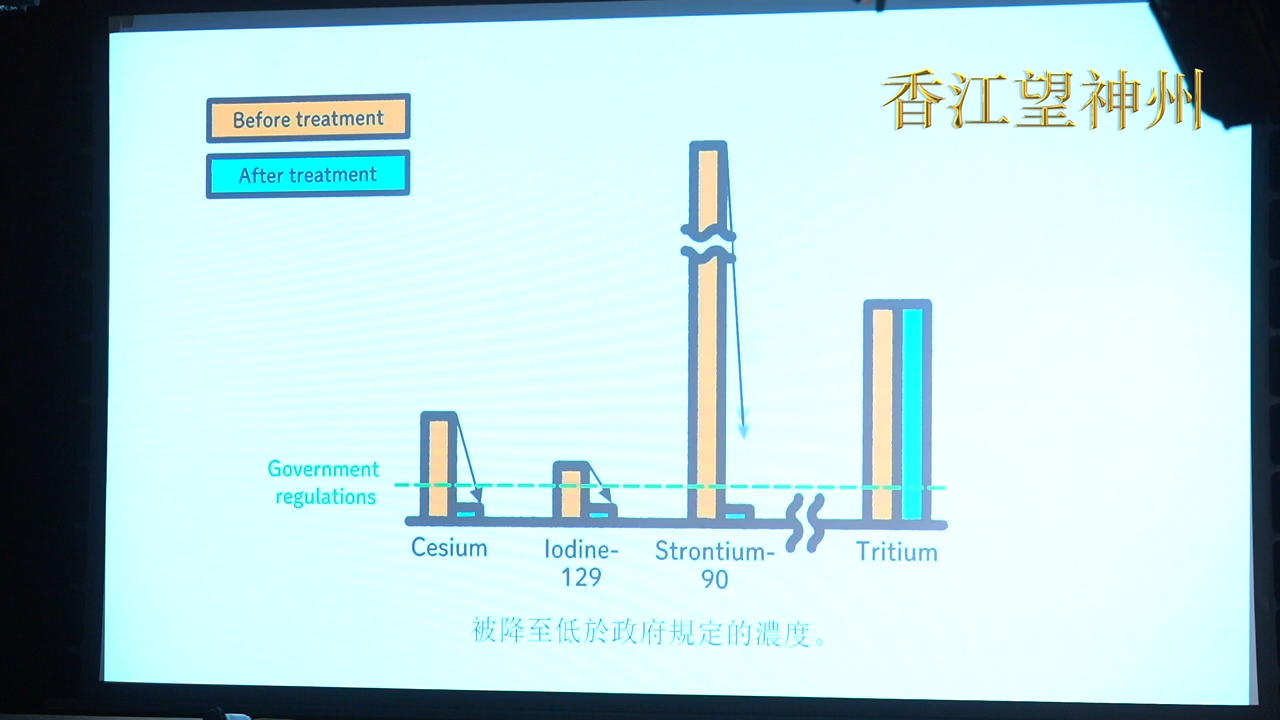 香江望神州
Before treatment
After treatment
Government
regulations
Cesium
Iodine-
129
Strontium-
90
Tritium
被降至低於政府規定的濃度。